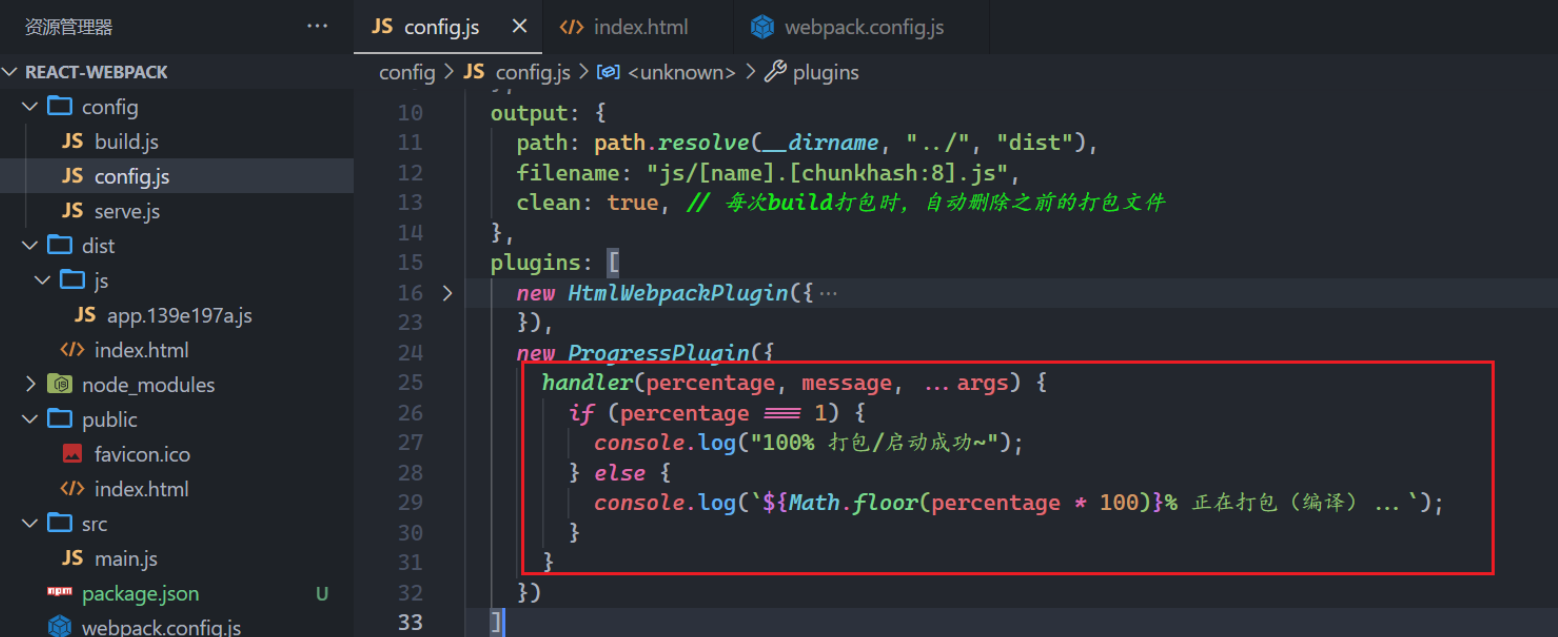 资源管理器 ...
REACT-WEBPACK
config
JS build.js
JS config.js
JS serve.js
dist
js
JS app.139e197a.js
</> index.html
node_modules
public
favicon.ico
</> index.html
src
JS main.js
npm package.json U
webpack.config.js
JS config.js ×
</> index.html
webpack.config.js
config > JS config.js > <unknown> > plugins
10 output: {
11 path: path.resolve(__dirname, "../", "dist"),
12 filename: "js/[name].[chunkhash:8].js",
13 clean: true, // 每次build打包时, 自动删除之前的打包文件
14 },
15 plugins: [
16 > new HtmlWebpackPlugin({ ...
23 }),
24 new ProgressPlugin({
25 handler(percentage, message, ...args) {
26 if (percentage === 1) {
27 console.log("100% 打包/启动成功~");
28 } else {
29 console.log(`${Math.floor(percentage * 100)}% 正在打包（编译）...`);
30 }
31 }
32 })
33 ]